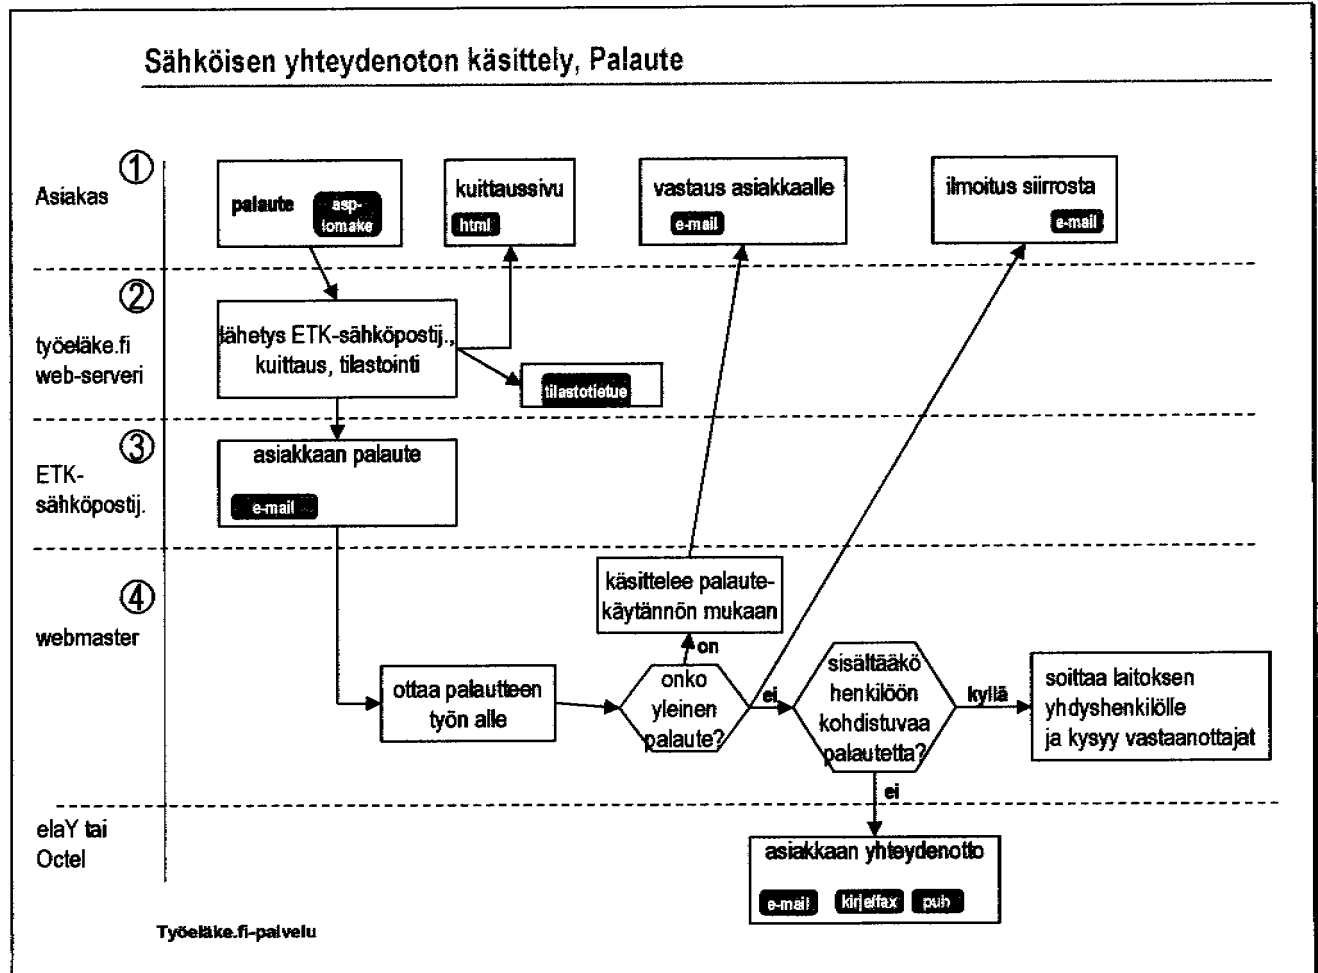 Sähköisen yhteydenoton käsittely, Palaute
1
Asiakas
palaute
asp-
lomake
kuittaussivu
html
vastaus asiakkaalle
e-mail
ilmoitus siirrosta
e-mail
2
työeläke.fi
web-serveri
lähetys ETK-sähköpostij.,
kuittaus, tilastointi
tilastotietue
3
ETK-
sähköpostij.
asiakkaan palaute
e-mail
4
webmaster
käsittelee palaute-
käytännön mukaan
on
ottaa palautteen
työn alle
onko
yleinen
palaute?
ei
sisältääkö
henkilöön
kohdistuvaa
palautetta?
kyllä
soittaa laitoksen
yhdyshenkilölle
ja kysyy vastaanottajat
ei
elaY tai
Octel
asiakkaan yhteydenotto
e-mail
kirje/fax
puh
Työeläke.fi-palvelu